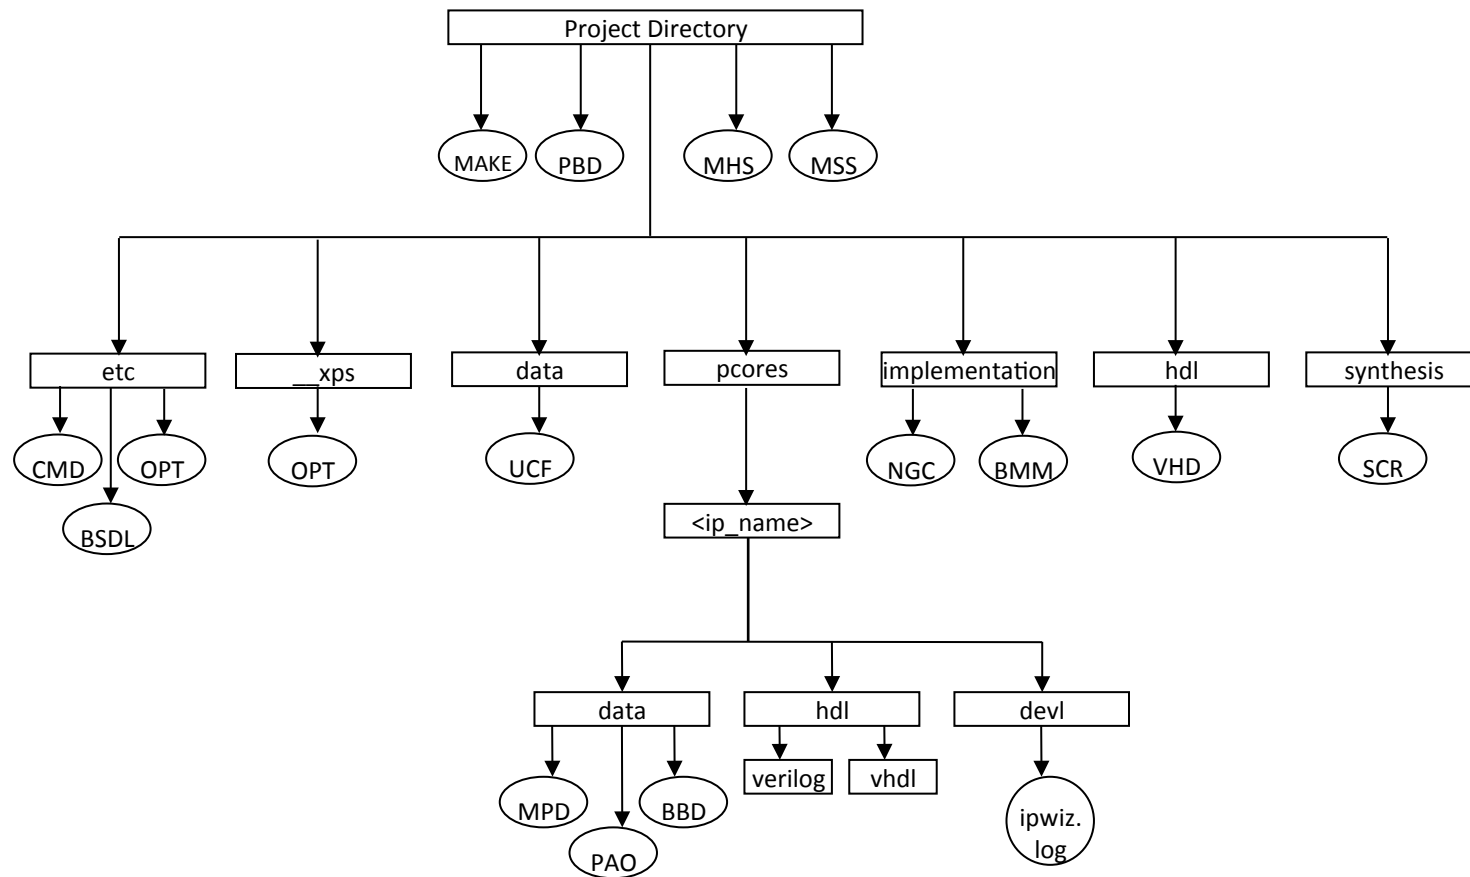 Project Directory
MAKE
PBD
MHS
MSS
etc
__xps
data
pcores
implementation
hdl
synthesis
CMD
OPT
OPT
UCF
NGC
BMM
VHD
SCR
BSDL
<ip_name>
data
hdl
devl
verilog
vhdl
MPD
BBD
ipwiz.
log
PAO